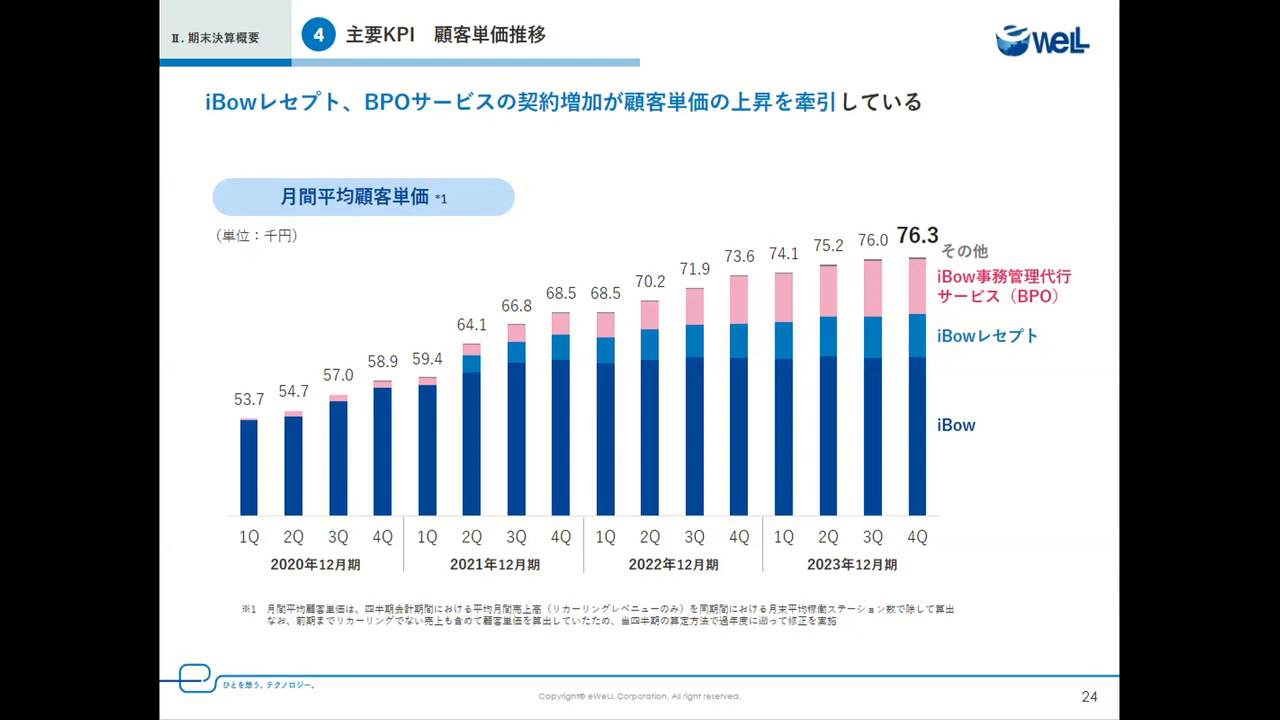 Ⅱ. 期末決算概要
4 主要KPI 顧客単価推移
eWeLL
iBowレセプト、BPOサービスの契約増加が顧客単価の上昇を牽引している
月間平均顧客単価 *1
(単位:千円)
53.7 54.7 57.0 58.9 59.4 64.1 66.8 68.5 68.5 70.2 71.9 73.6 74.1 75.2 76.0 76.3
その他
iBow事務管理代行
サービス(BPO)
iBowレセプト
iBow
1Q 2Q 3Q 4Q 1Q 2Q 3Q 4Q 1Q 2Q 3Q 4Q 1Q 2Q 3Q 4Q
2020年12月期 2021年12月期 2022年12月期 2023年12月期
※1 月間平均顧客単価は、四半期会計期間における平均月間売上高(リカーリングレベニューのみ)を同期間における月末平均稼働ステーション数で除して算出
なお、前期までリカーリングでない売上も含めて顧客単価を算出していたため、当四半期の算定方法で過年度に遡って修正を実施
ひとを想う、テクノロジー。
Copyright© eWeLL Corporation. All right reserved.
24